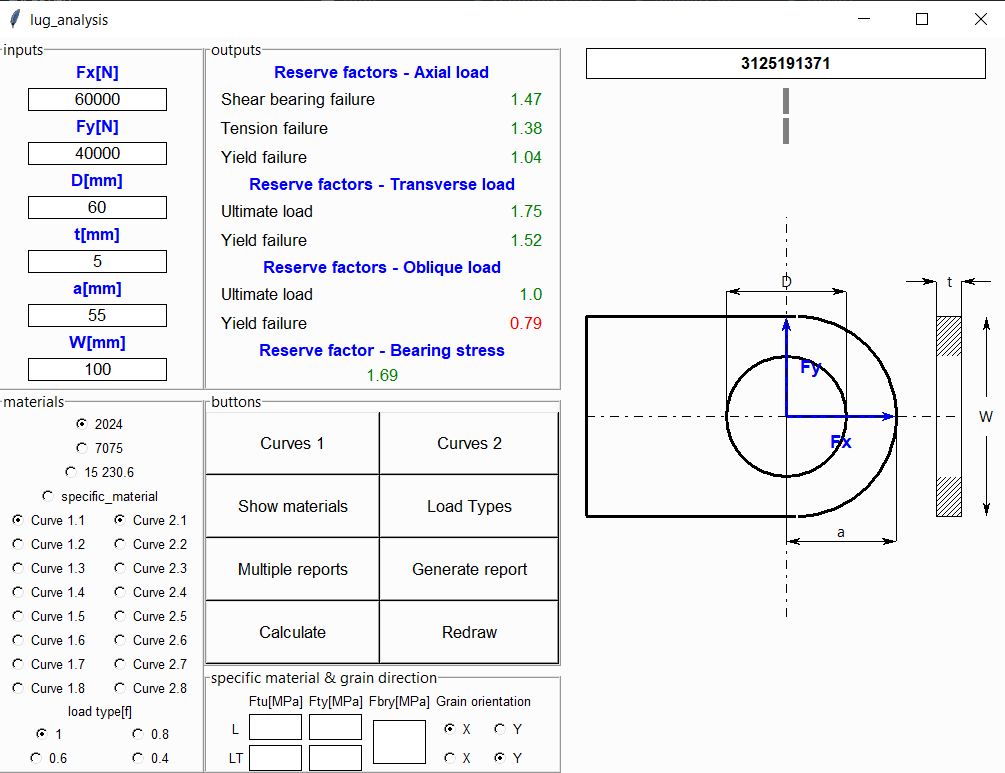 lug_analysis
inputs
Fx[N]
60000
Fy[N]
40000
D[mm]
60
t[mm]
5
a[mm]
55
W[mm]
100
outputs
Reserve factors - Axial load
Shear bearing failure 1.47
Tension failure 1.38
Yield failure 1.04
Reserve factors - Transverse load
Ultimate load 1.75
Yield failure 1.52
Reserve factors - Oblique load
Ultimate load 1.0
Yield failure 0.79
Reserve factor - Bearing stress
1.69
materials
2024
7075
15 230.6
specific_material
Curve 1.1 Curve 2.1
Curve 1.2 Curve 2.2
Curve 1.3 Curve 2.3
Curve 1.4 Curve 2.4
Curve 1.5 Curve 2.5
Curve 1.6 Curve 2.6
Curve 1.7 Curve 2.7
Curve 1.8 Curve 2.8
load type[f]
1 0.8
0.6 0.4
buttons
Curves 1 Curves 2
Show materials Load Types
Multiple reports Generate report
Calculate Redraw
specific material & grain direction
Ftu[MPa] Fty[MPa] Fbry[MPa] Grain orientation
L X Y
LT X Y
3125191371
D t
Fy
W
Fx
a